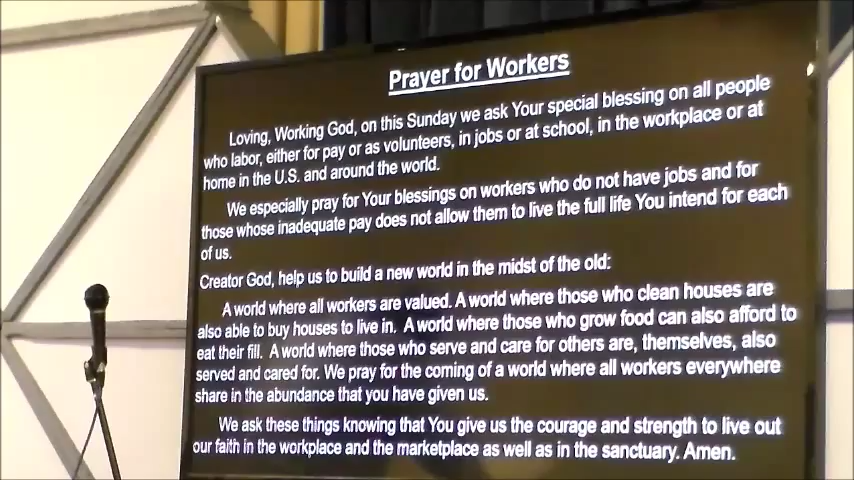 Prayer for Workers
Loving, Working God, on this Sunday we ask Your special blessing on all people
who labor, either for pay or as volunteers, in jobs or at school, in the workplace or at
home in the U.S. and around the world.
We especially pray for Your blessings on workers who do not have jobs and for
those whose inadequate pay does not allow them to live the full life You intend for each
of us.
Creator God, help us to build a new world in the midst of the old:
A world where all workers are valued. A world where those who clean houses are
also able to buy houses to live in. A world where those who grow food can also afford to
eat their fill. A world where those who serve and care for others are, themselves, also
served and cared for. We pray for the coming of a world where all workers everywhere
share in the abundance that you have given us.
We ask these things knowing that You give us the courage and strength to live out
our faith in the workplace and the marketplace as well as in the sanctuary. Amen.